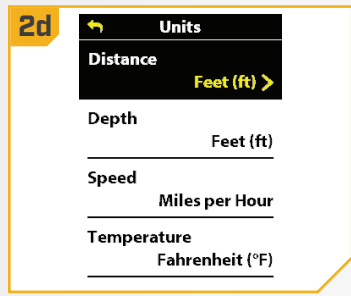 2d
Units
Distance
Feet (ft) >
Depth
Feet (ft)
Speed
Miles per Hour
Temperature
Fahrenheit (°F)